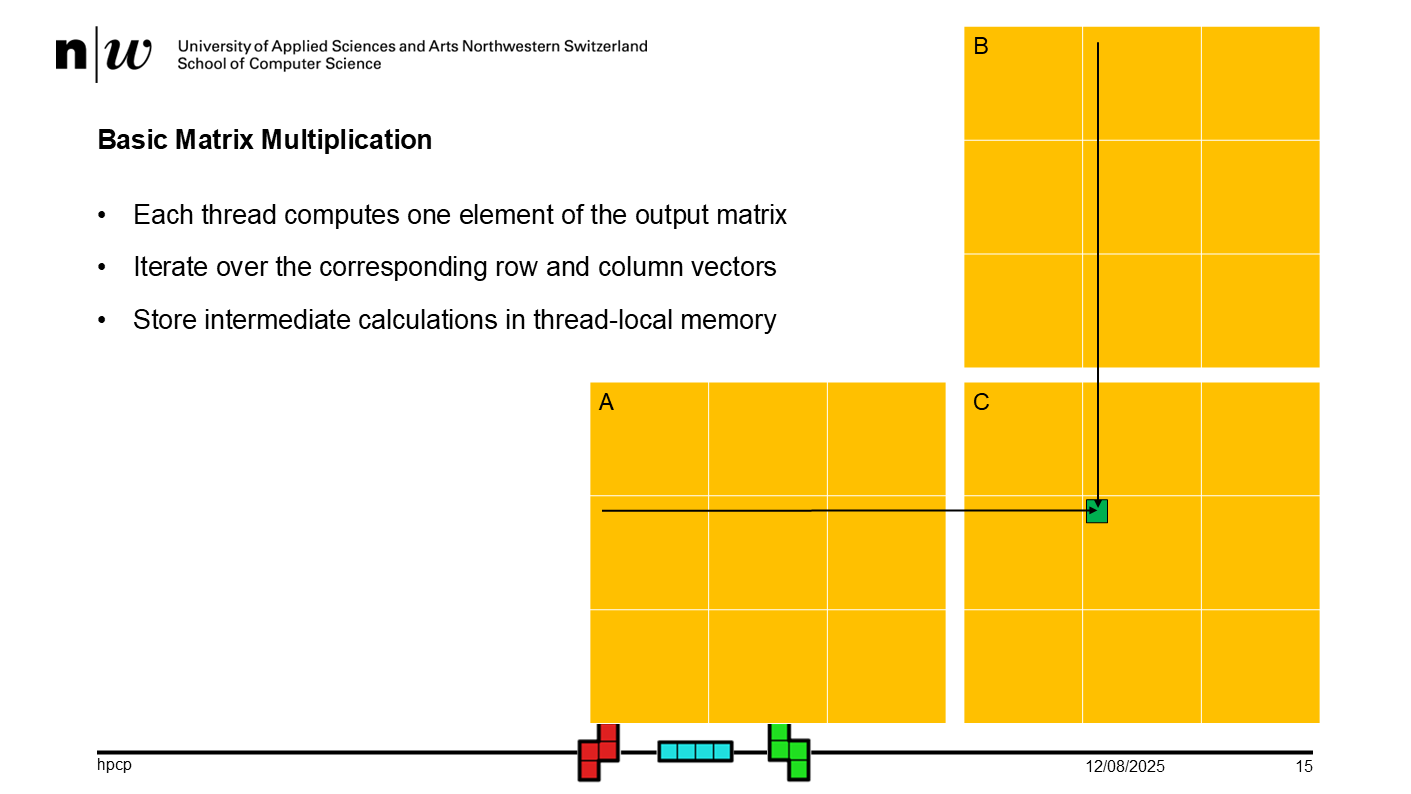 n|w
University of Applied Sciences and Arts Northwestern Switzerland
School of Computer Science
Basic Matrix Multiplication
• Each thread computes one element of the output matrix
• Iterate over the corresponding row and column vectors
• Store intermediate calculations in thread-local memory
B
A
C
hpcp
12/08/2025
15